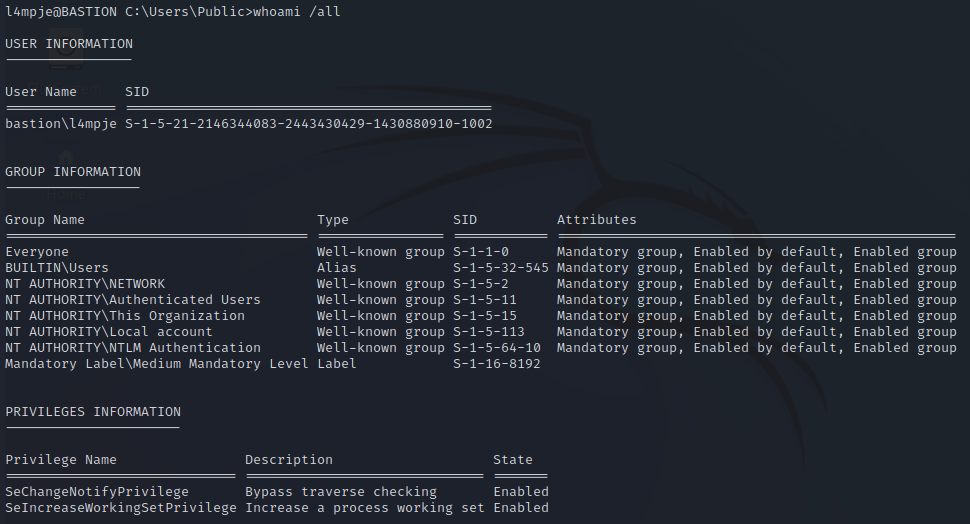 l4mpje@BASTION C:\Users\Public>whoami /all
USER INFORMATION
----------------
User Name      SID
============== ==============================================
bastion\l4mpje S-1-5-21-2146344083-2443430429-1430880910-1002
GROUP INFORMATION
-----------------
Group Name                             Type             SID          Attributes
====================================== ================ ============ ==================================================
Everyone                               Well-known group S-1-1-0      Mandatory group, Enabled by default, Enabled group
BUILTIN\Users                          Alias            S-1-5-32-545 Mandatory group, Enabled by default, Enabled group
NT AUTHORITY\NETWORK                   Well-known group S-1-5-2      Mandatory group, Enabled by default, Enabled group
NT AUTHORITY\Authenticated Users       Well-known group S-1-5-11     Mandatory group, Enabled by default, Enabled group
NT AUTHORITY\This Organization         Well-known group S-1-5-15     Mandatory group, Enabled by default, Enabled group
NT AUTHORITY\Local account             Well-known group S-1-5-113    Mandatory group, Enabled by default, Enabled group
NT AUTHORITY\NTLM Authentication       Well-known group S-1-5-64-10  Mandatory group, Enabled by default, Enabled group
Mandatory Label\Medium Mandatory Level Label            S-1-16-8192
PRIVILEGES INFORMATION
----------------------
Privilege Name                Description                    State
============================= ============================== =======
SeChangeNotifyPrivilege       Bypass traverse checking       Enabled
SeIncreaseWorkingSetPrivilege Increase a process working set Enabled